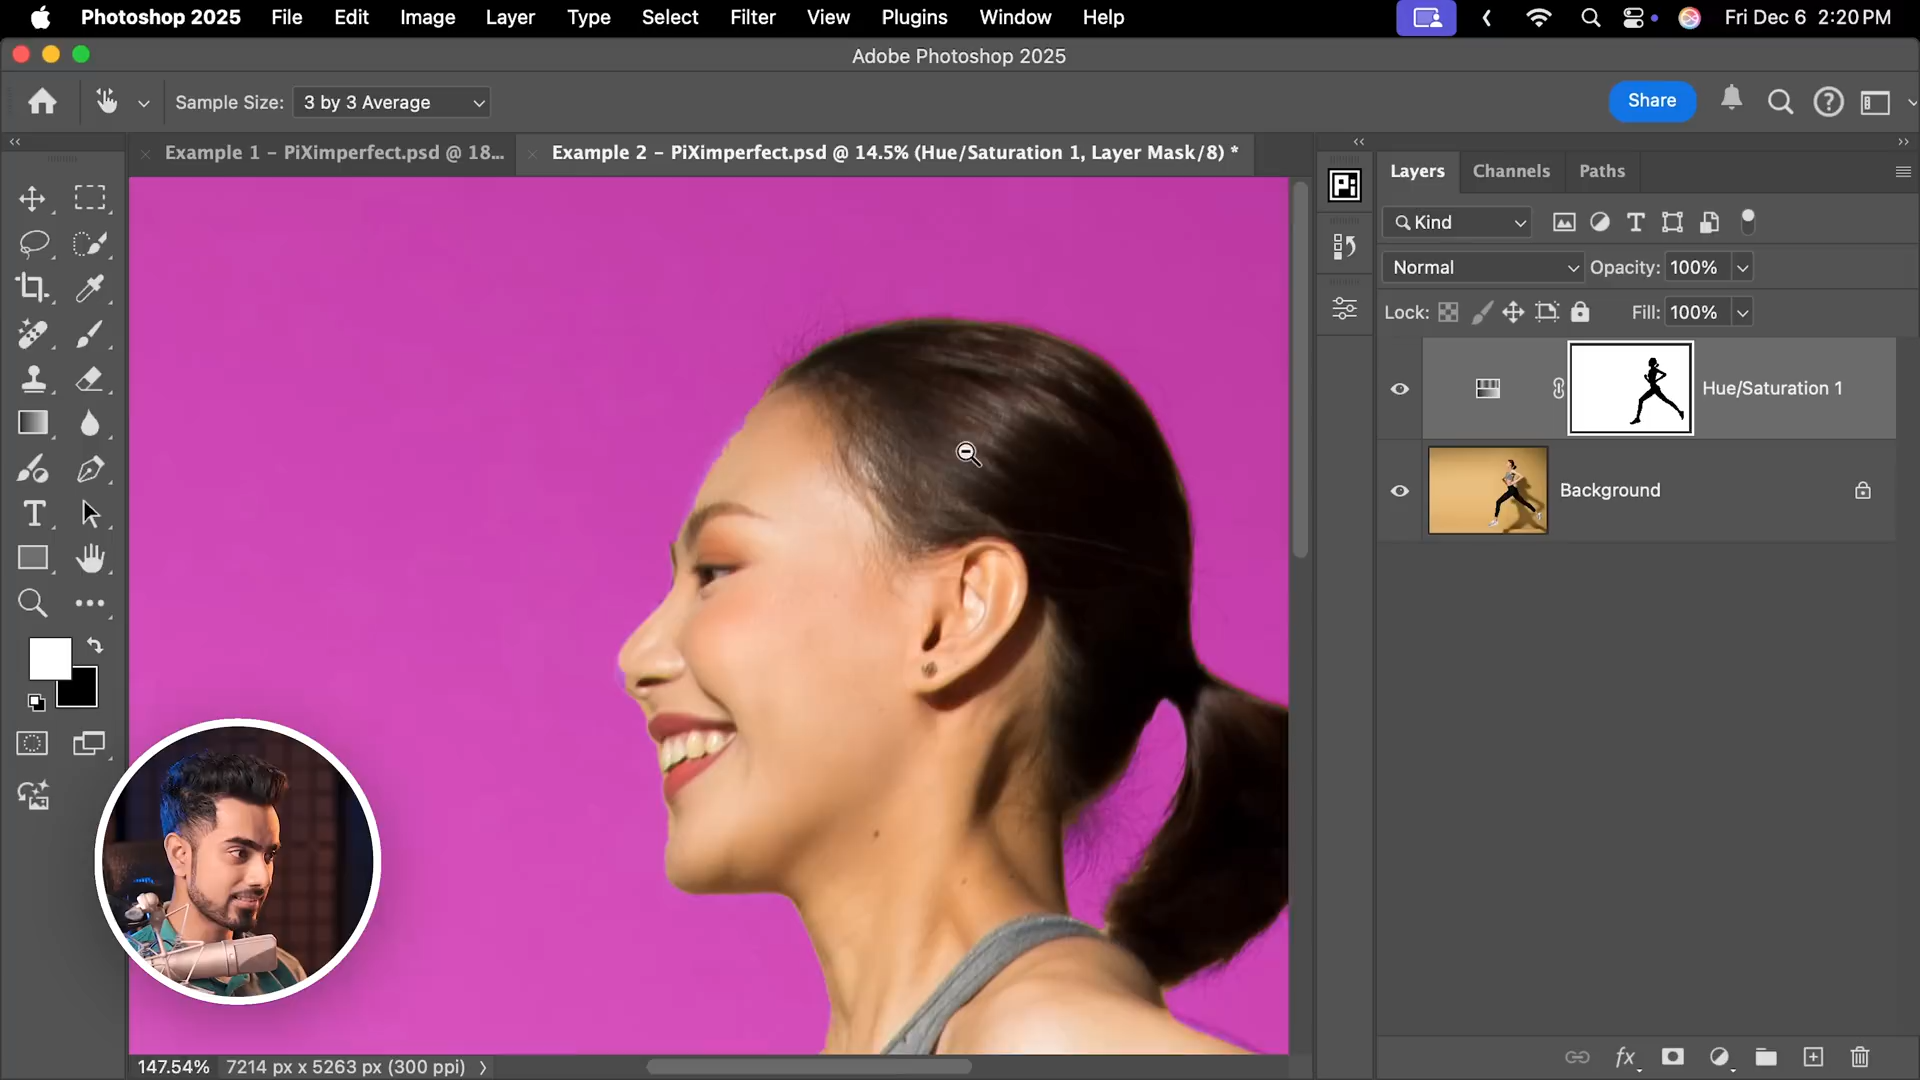 Photoshop 2025 File Edit Image Layer Type Select Filter View Plugins Window Help Fri Dec 6 2:20 PM
Adobe Photoshop 2025
Sample Size: 3 by 3 Average Share
Example 1 – PiXimperfect.psd @ 18... Example 2 – PiXimperfect.psd @ 14.5% (Hue/Saturation 1, Layer Mask/8) *
Layers Channels Paths
Pi
Kind
Normal Opacity: 100%
Lock: Fill: 100%
Hue/Saturation 1
Background
147.54% 7214 px x 5263 px (300 ppi)
fx